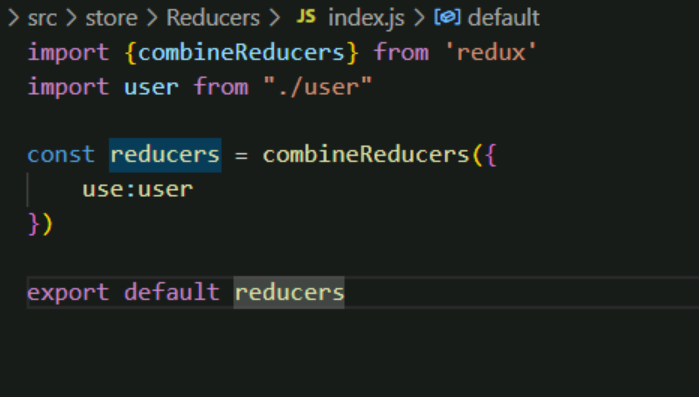 > src > store > Reducers > JS index.js > default
import {combineReducers} from 'redux'
import user from "./user"
const reducers = combineReducers({
use:user
})
export default reducers